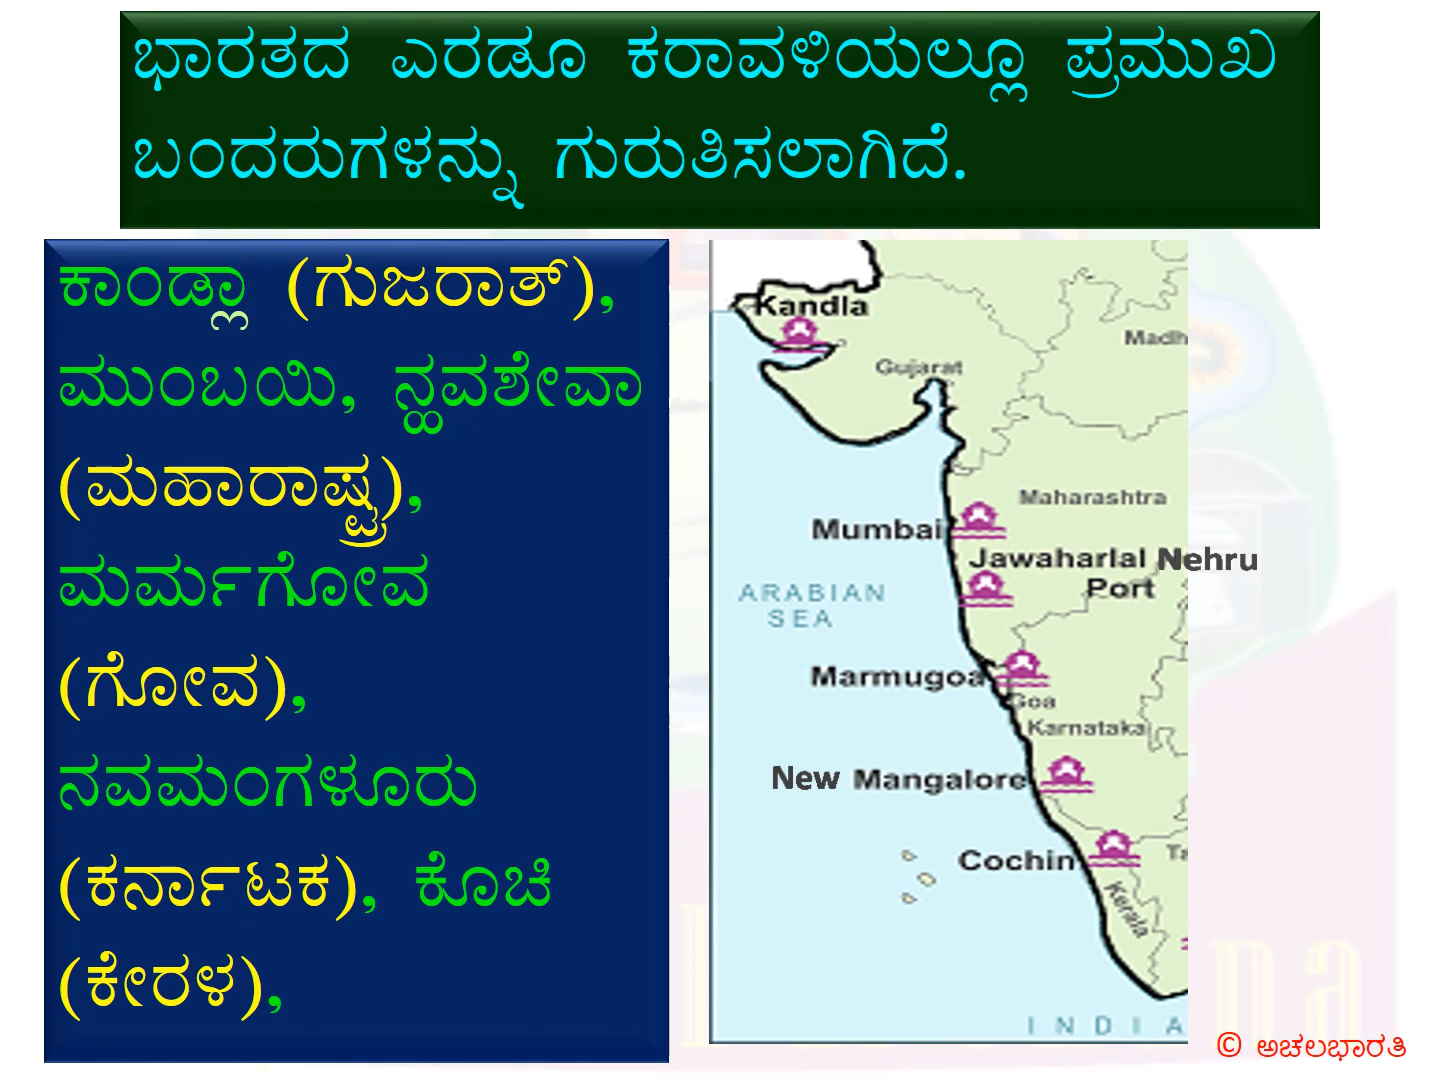 ಭಾರತದ ಎರಡೂ ಕರಾವಳಿಯಲ್ಲೂ ಪ್ರಮುಖ
ಬಂದರುಗಳನ್ನು ಗುರುತಿಸಲಾಗಿದೆ.
ಕಾಂಡ್ಲಾ (ಗುಜರಾತ್),
ಮುಂಬಯಿ, ನ್ಹವಶೇವಾ
(ಮಹಾರಾಷ್ಟ್ರ),
ಮರ್ಮಗೋವ
(ಗೋವ),
ನವಮಂಗಳೂರು
(ಕರ್ನಾಟಕ), ಕೊಚಿ
(ಕೇರಳ),
Kandla
Madh
Gujarat
Maharashtra
Mumbai
Jawaharlal Nehru
Port
ARABIAN
SEA
Marmugoa
Goa
Karnataka
New Mangalore
Cochin
Ta
Kerala
INDIA
© ಅಚಲಭಾರತಿ